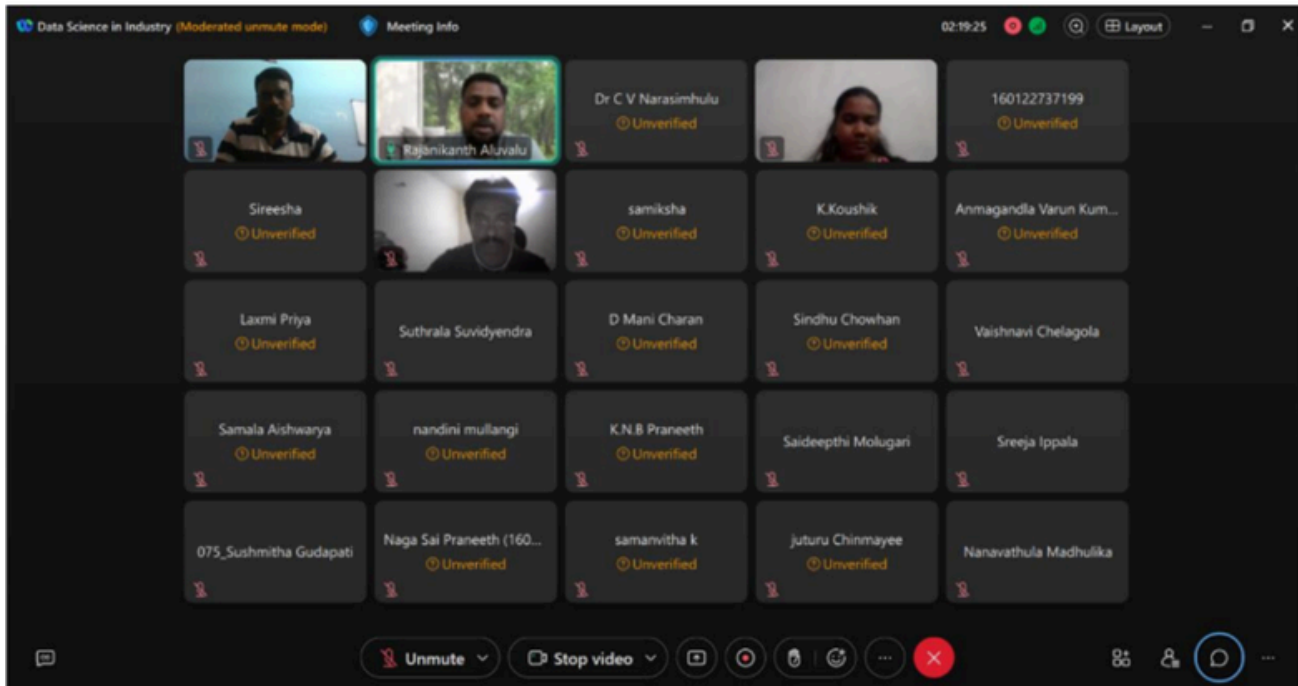 Data Science in Industry (Moderated unmute mode) Meeting Info 02:19:25 Layout
Rajanikanth Aluvalu
Dr C V Narasimhulu
Unverified
160122737199
Unverified
Sireesha
Unverified
samiksha
Unverified
K.Koushik
Unverified
Anmagandla Varun Kum...
Unverified
Laxmi Priya
Unverified
Suthrala Suvidyendra
D Mani Charan
Unverified
Sindhu Chowhan
Unverified
Vaishnavi Chelagola
Samala Aishwarya
Unverified
nandini mullangi
Unverified
K.N.B Praneeth
Unverified
Saideepthi Molugari
Sreeja Ippala
075_Sushmitha Gudapati
Naga Sai Praneeth (160...
Unverified
samanvitha k
Unverified
juturu Chinmayee
Unverified
Nanavathula Madhulika
Unmute Stop video